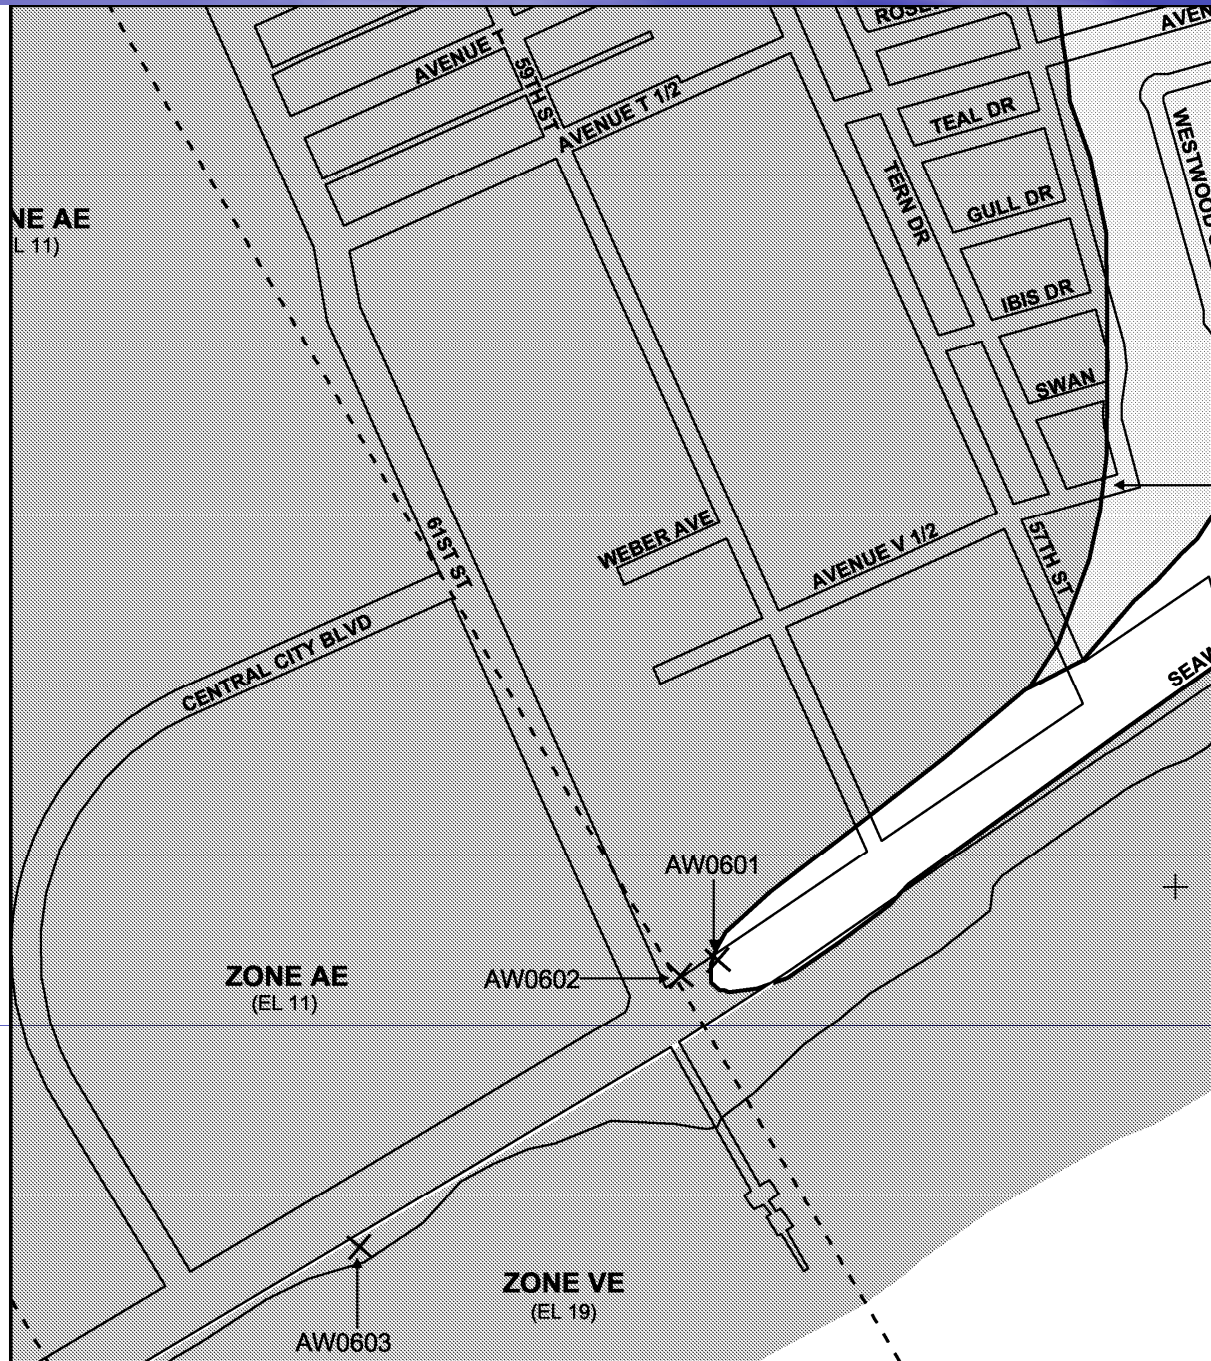 AVENUE T
59TH ST
AVENUE T 1/2
TEAL DR
TERN DR
GULL DR
WESTWOOD
NE AE
L 11)
IBIS DR
SWAN
61ST ST
WEBER AVE
AVENUE V 1/2
57TH ST
CENTRAL CITY BLVD
SEAW
AW0601
AW0602
ZONE AE
(EL 11)
ZONE VE
(EL 19)
AW0603